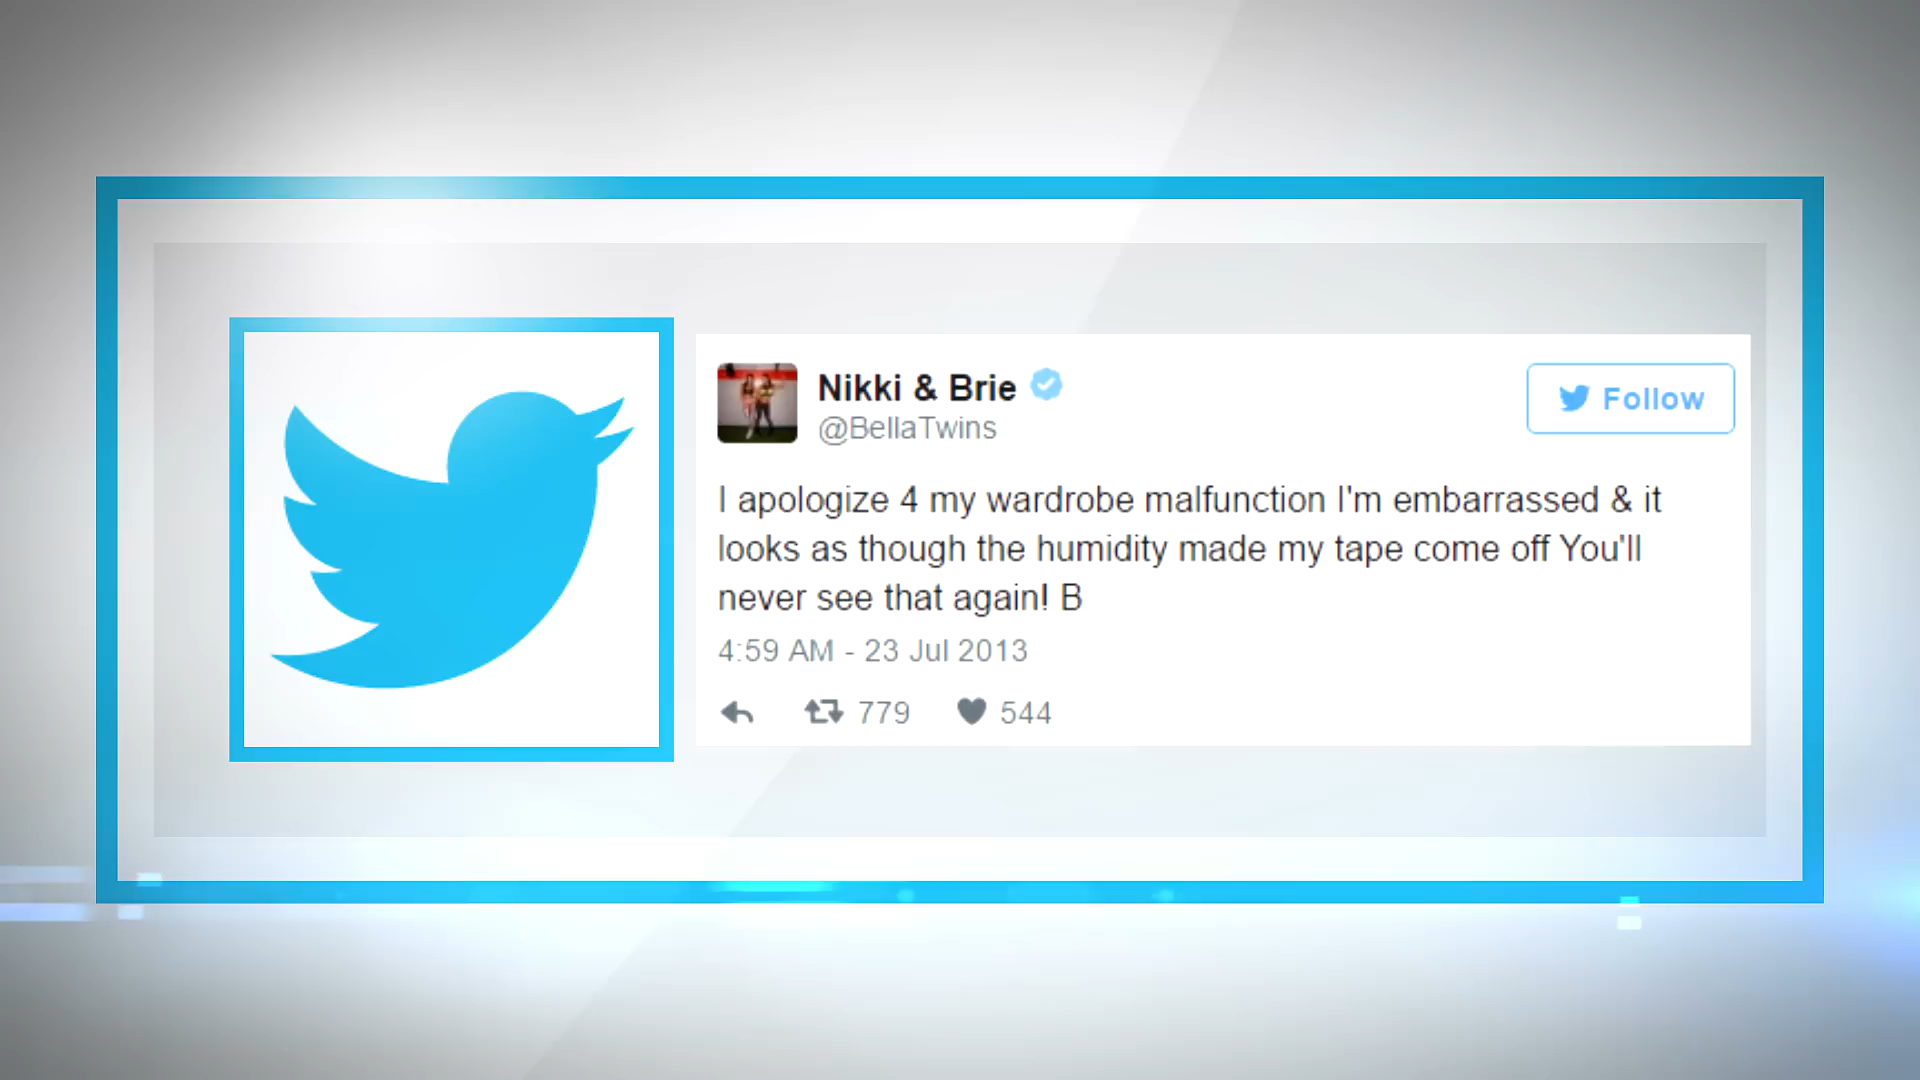 Nikki & Brie
@BellaTwins
Follow
I apologize 4 my wardrobe malfunction I'm embarrassed & it
looks as though the humidity made my tape come off You'll
never see that again! B
4:59 AM - 23 Jul 2013
779 544